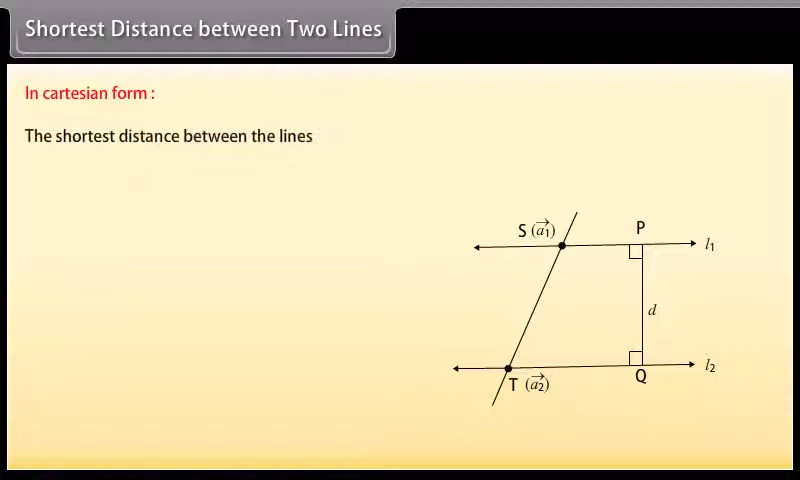 Shortest Distance between Two Lines
In cartesian form :
The shortest distance between the lines
S (a⃗1)
P
l1
d
l2
T (a⃗2)
Q